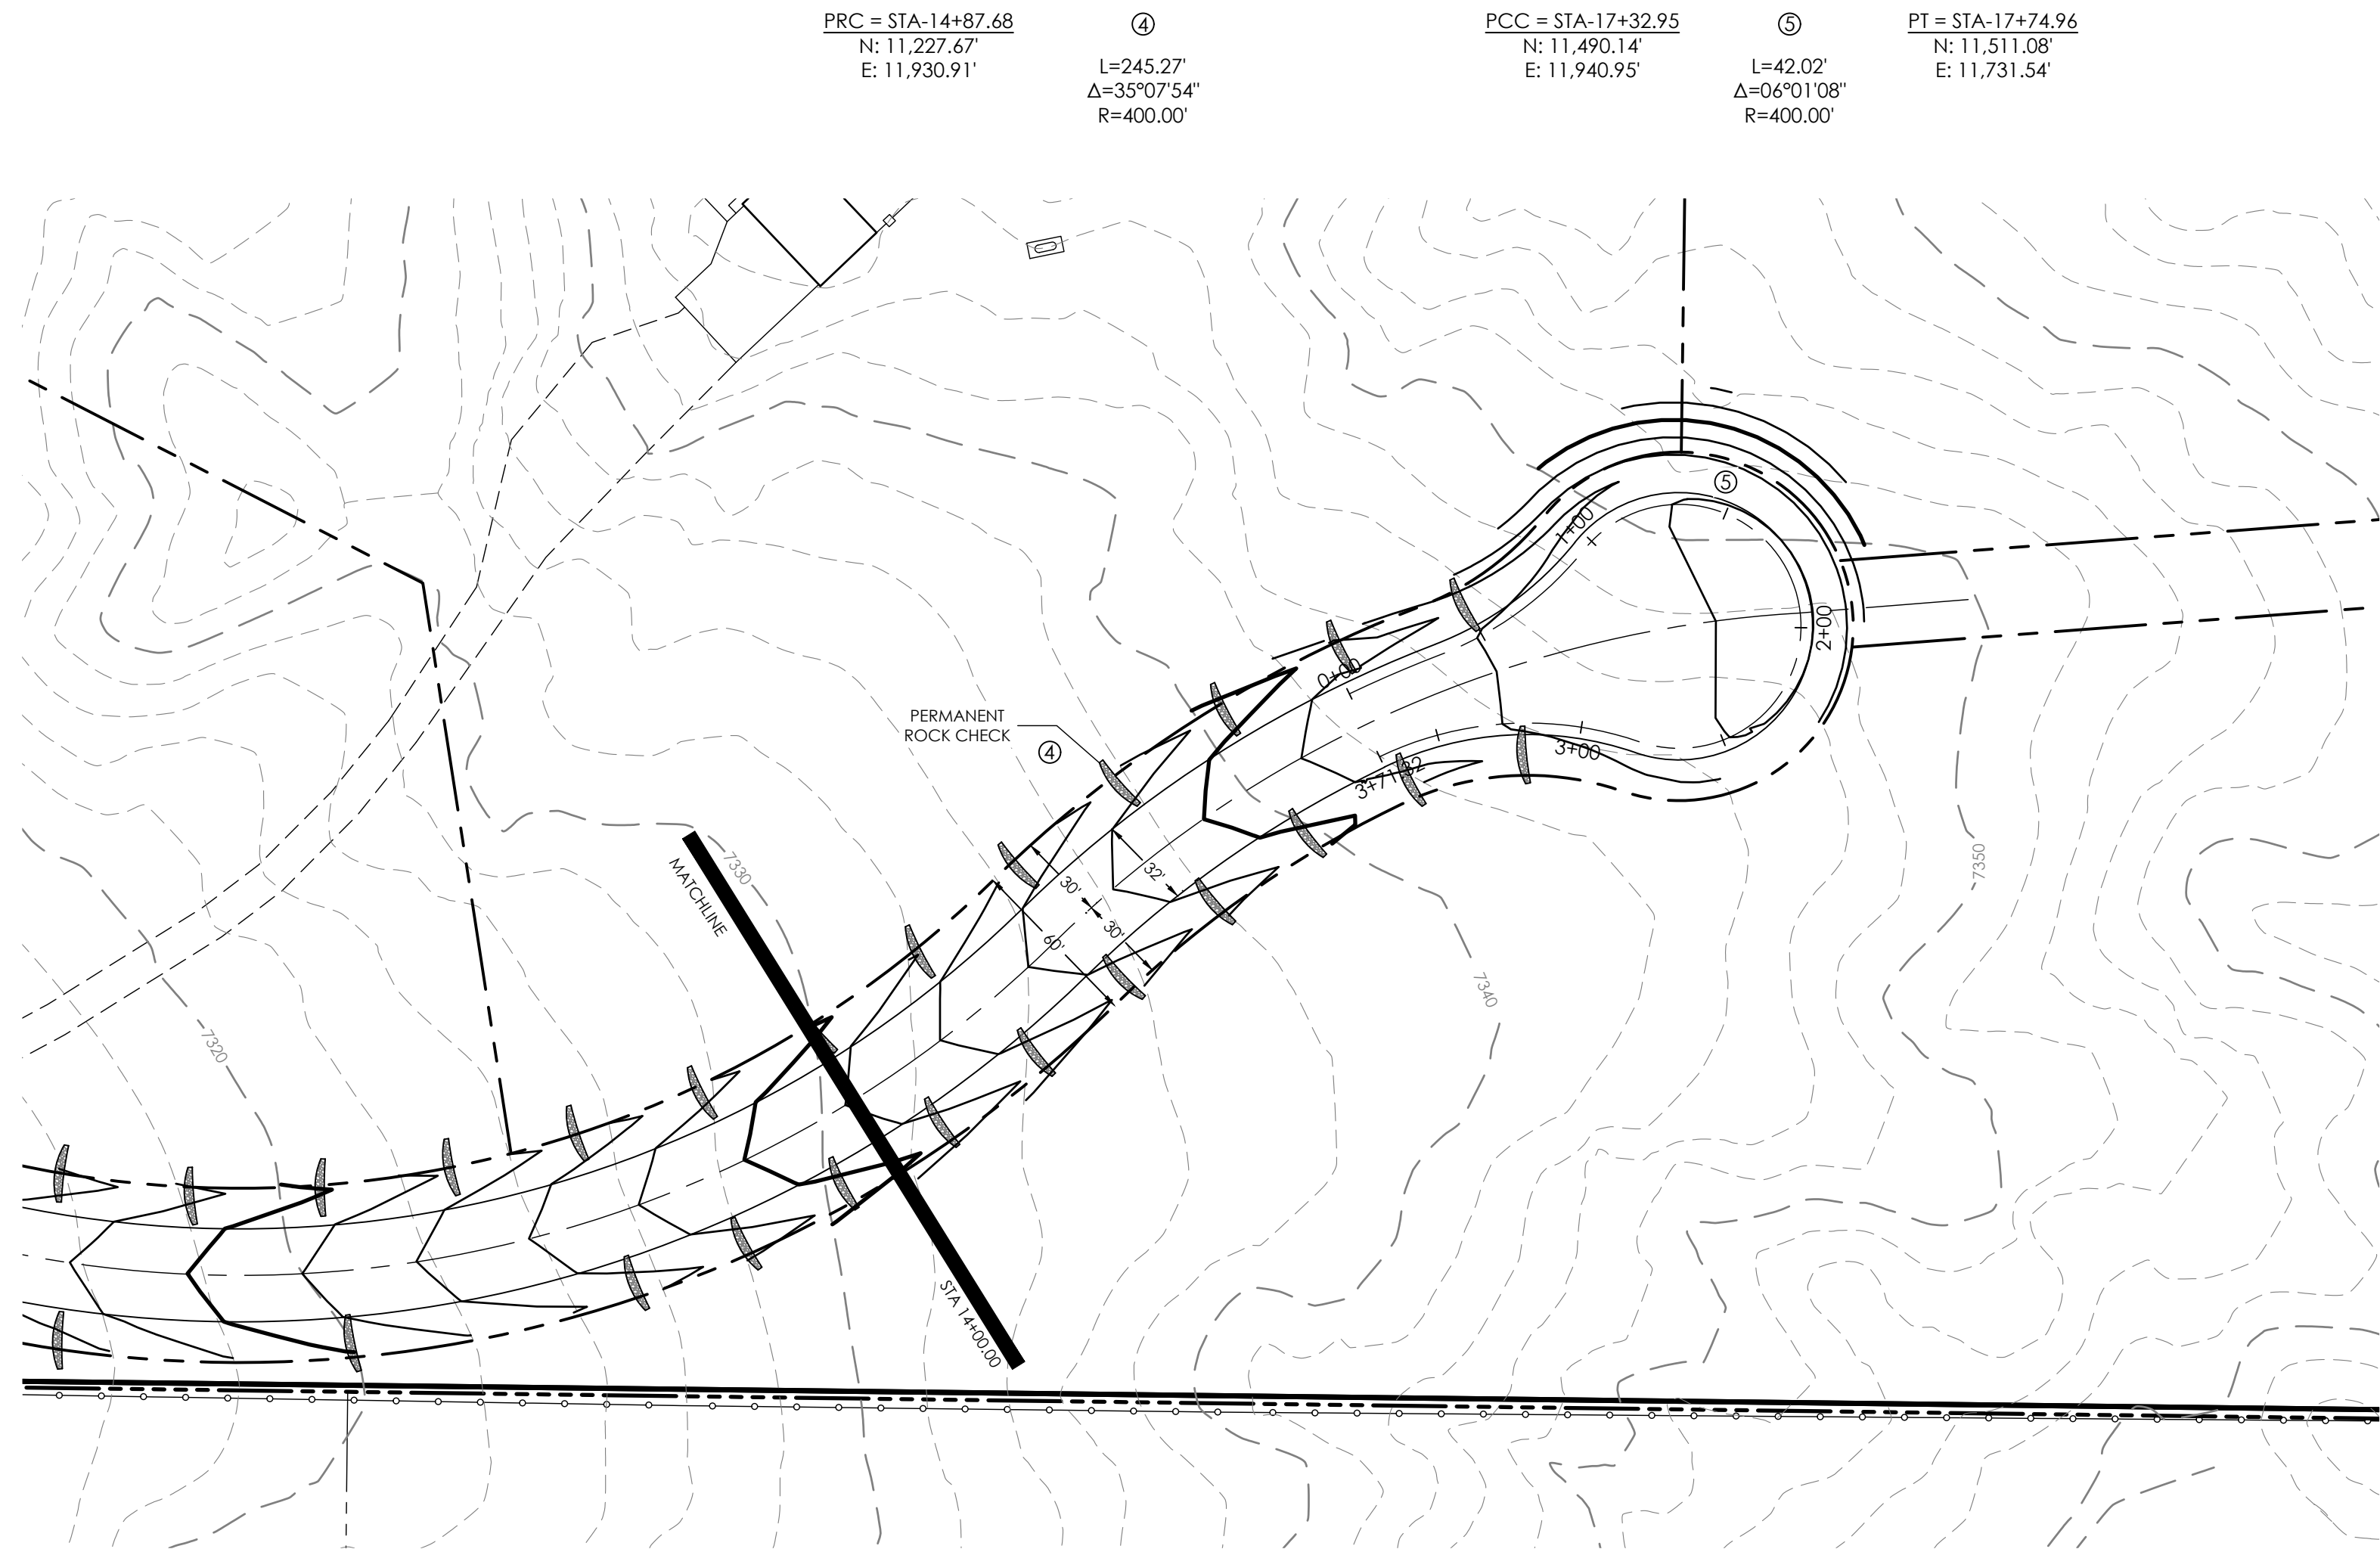 PRC = STA-14+87.68
N: 11,227.67'
E: 11,930.91'
④
L=245.27'
Δ=35°07'54"
R=400.00'
PCC = STA-17+32.95
N: 11,490.14'
E: 11,940.95'
⑤
L=42.02'
Δ=06°01'08"
R=400.00'
PT = STA-17+74.96
N: 11,511.08'
E: 11,731.54'
⑤
1+00
2+00
0+00
3+00
3+71.32
PERMANENT
ROCK CHECK
④
32'
30'
30'
60'
MATCHLINE
STA 14+00.00
7330
7320
7340
7350